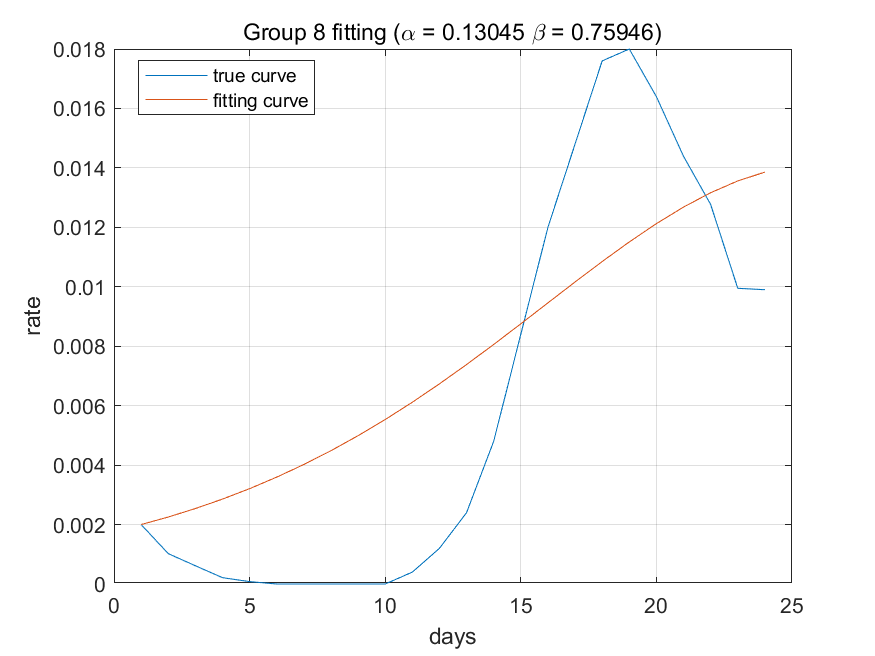 Group 8 fitting (α = 0.13045 β = 0.75946)
true curve
fitting curve
0.018
0.016
0.014
0.012
0.01
0.008
0.006
0.004
0.002
0
rate
0 5 10 15 20 25
days